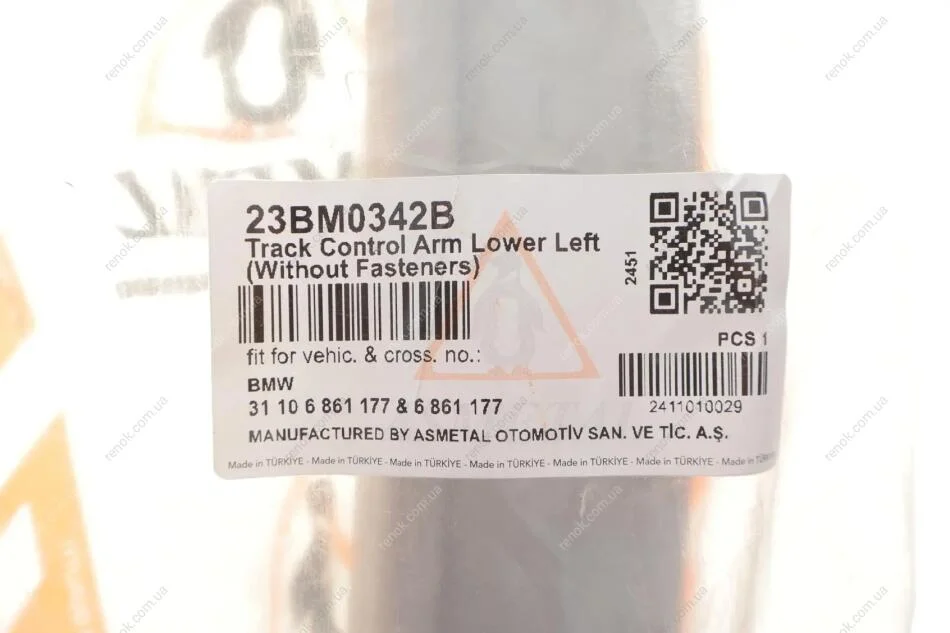 23BM0342B
Track Control Arm Lower Left
(Without Fasteners)
2451
fit for vehic. & cross. no.:
PCS 1
BMW
31 10 6 861 177 & 6 861 177
2411010029
MANUFACTURED BY ASMETAL OTOMOTİV SAN. VE TİC. A.Ş.
Made in TÜRKİYE - Made in TÜRKİYE - Made in TÜRKİYE - Made in TÜRKİYE - Made in TÜRKİYE - Made in TÜRKİYE - Made in
renok.com.ua